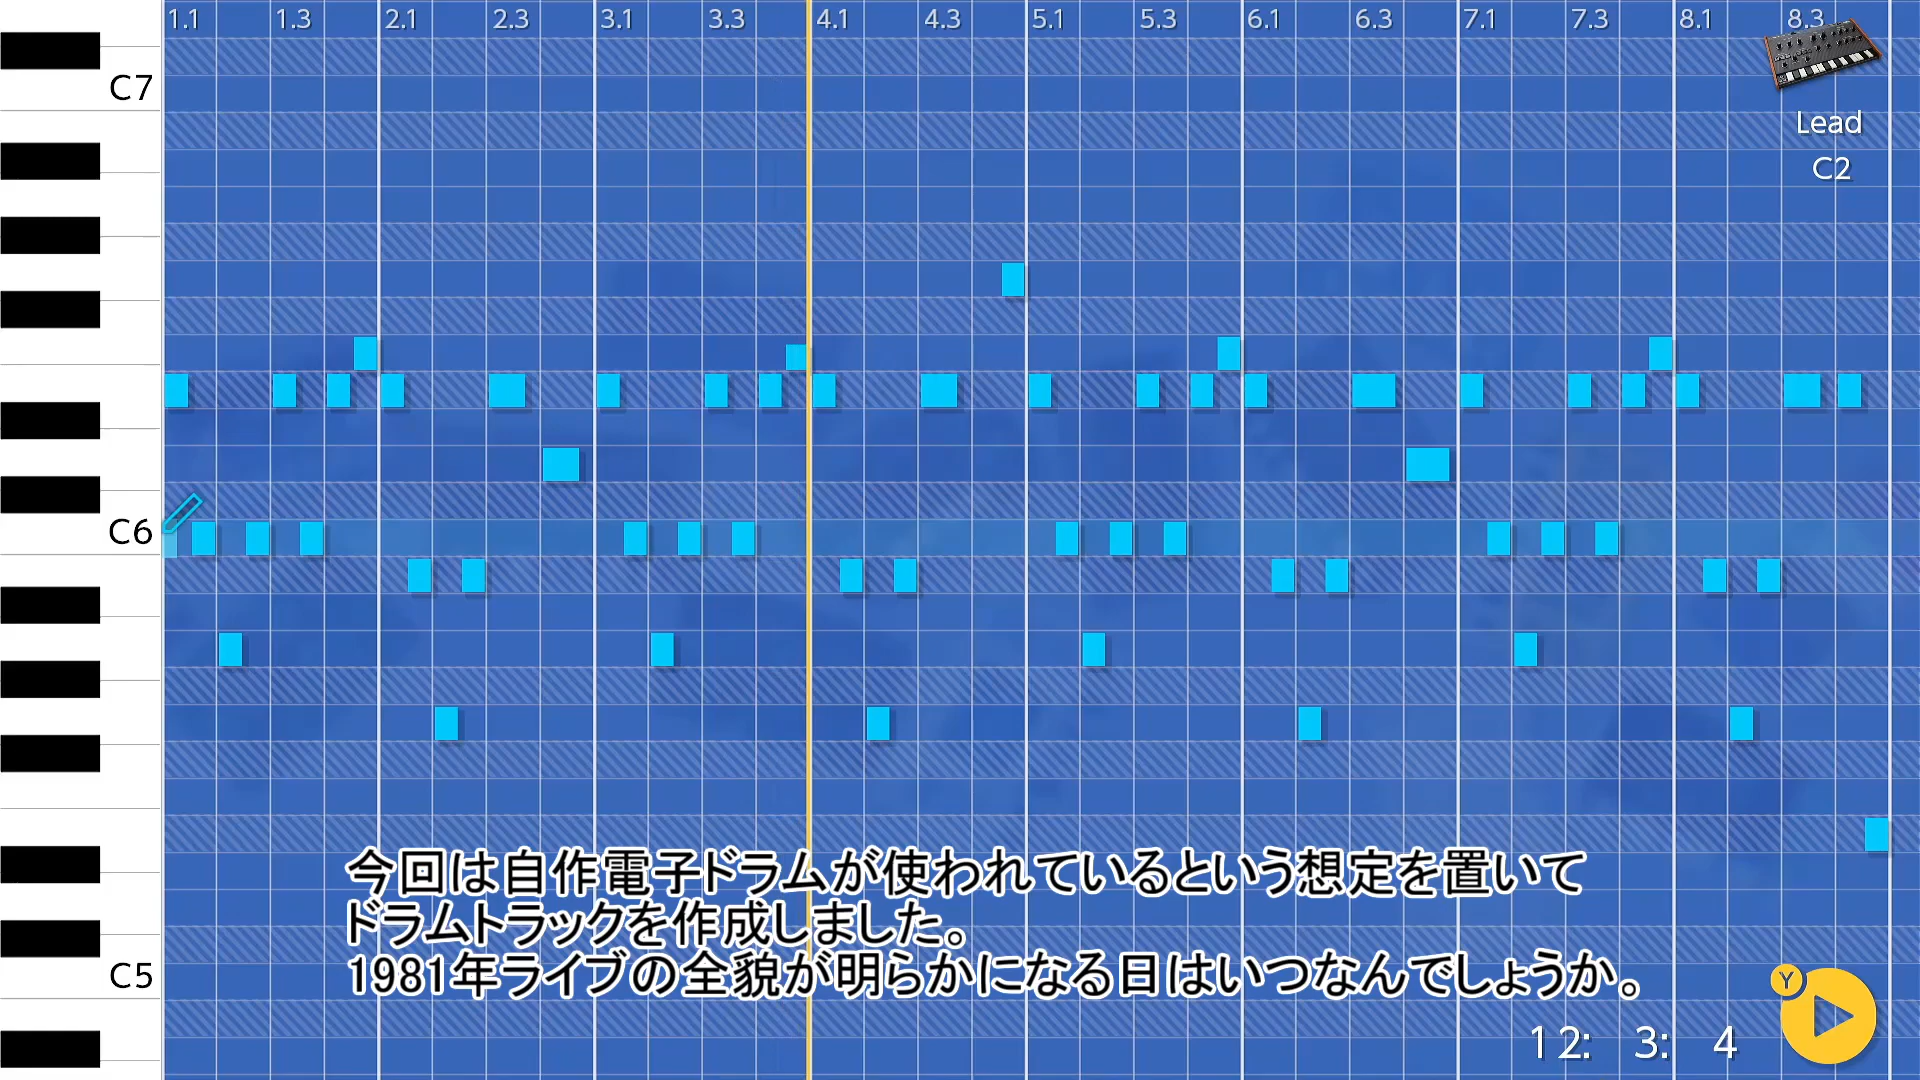 1.1 1.3 2.1 2.3 3.1 3.3 4.1 4.3 5.1 5.3 6.1 6.3 7.1 7.3 8.1 8.3
C7
Lead
C2
C6
今回は自作電子ドラムが使われているという想定を置いて
ドラムトラックを作成しました。
1981年ライブの全貌が明らかになる日はいつなんでしょうか。
C5
Y
12: 3: 4